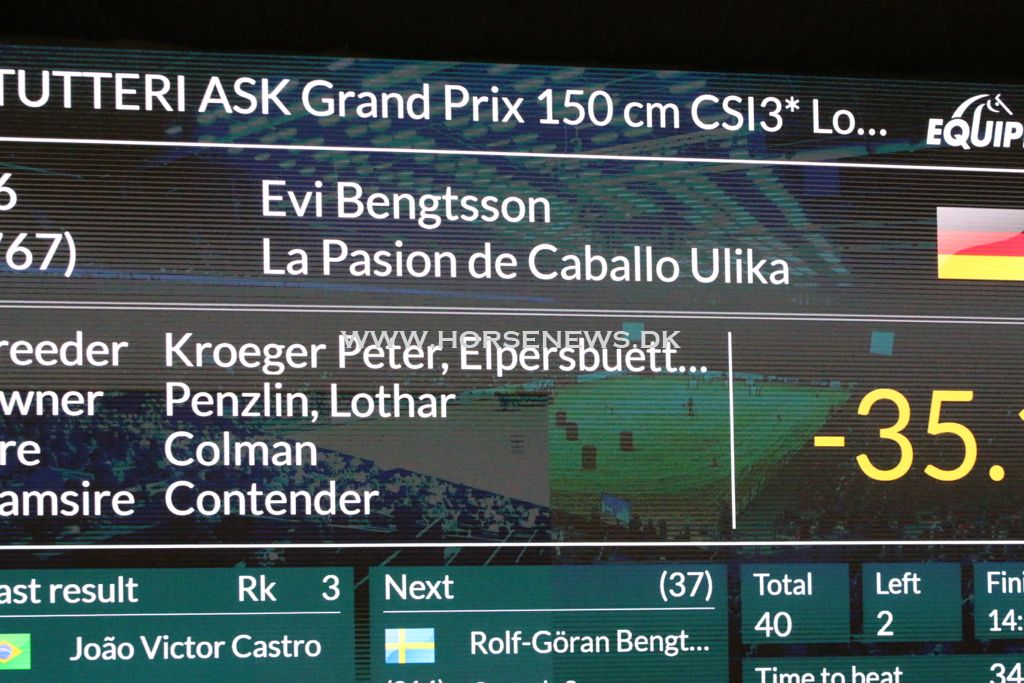 TUTTERI ASK Grand Prix 150 cm CSI3* Lo...
EQUIP
6
Evi Bengtsson
767)
La Pasion de Caballo Ulika
WWW.HORSENEWS.DK
reeder Kroeger Peter, Elpersbuett...
wner Penzlin, Lothar
re Colman
amsire Contender
-35.
ast result Rk 3
João Victor Castro
Next (37)
Rolf-Göran Bengt...
Total
40
Left
2
Fini
14:
Time to beat 34